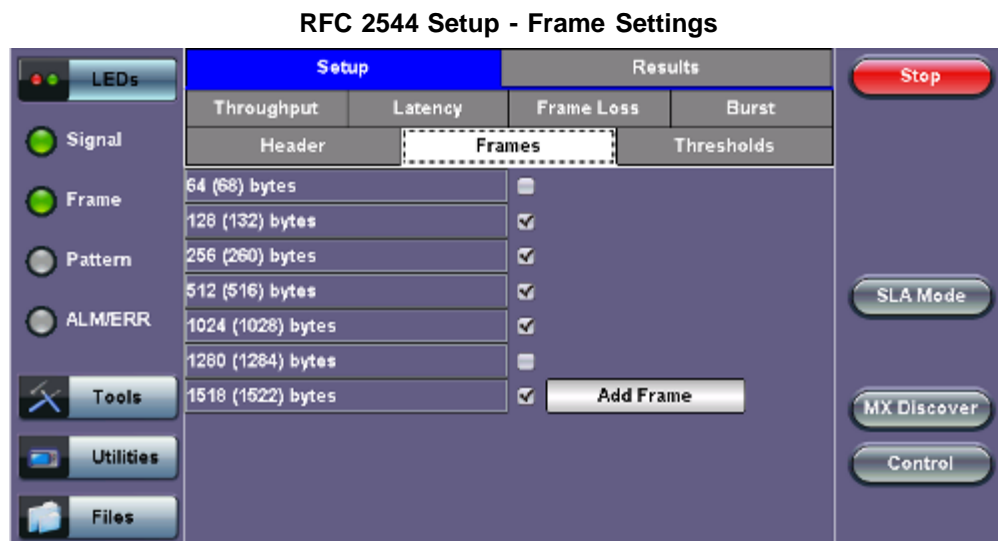 RFC 2544 Setup - Frame Settings
LEDs
Setup
Results
Stop
Throughput
Latency
Frame Loss
Burst
Signal
Header
Frames
Thresholds
64 (68) bytes
Frame
128 (132) bytes
Pattern
256 (260) bytes
512 (516) bytes
SLA Mode
ALM/ERR
1024 (1028) bytes
1280 (1284) bytes
Tools
1518 (1522) bytes
Add Frame
MX Discover
Utilities
Control
Files